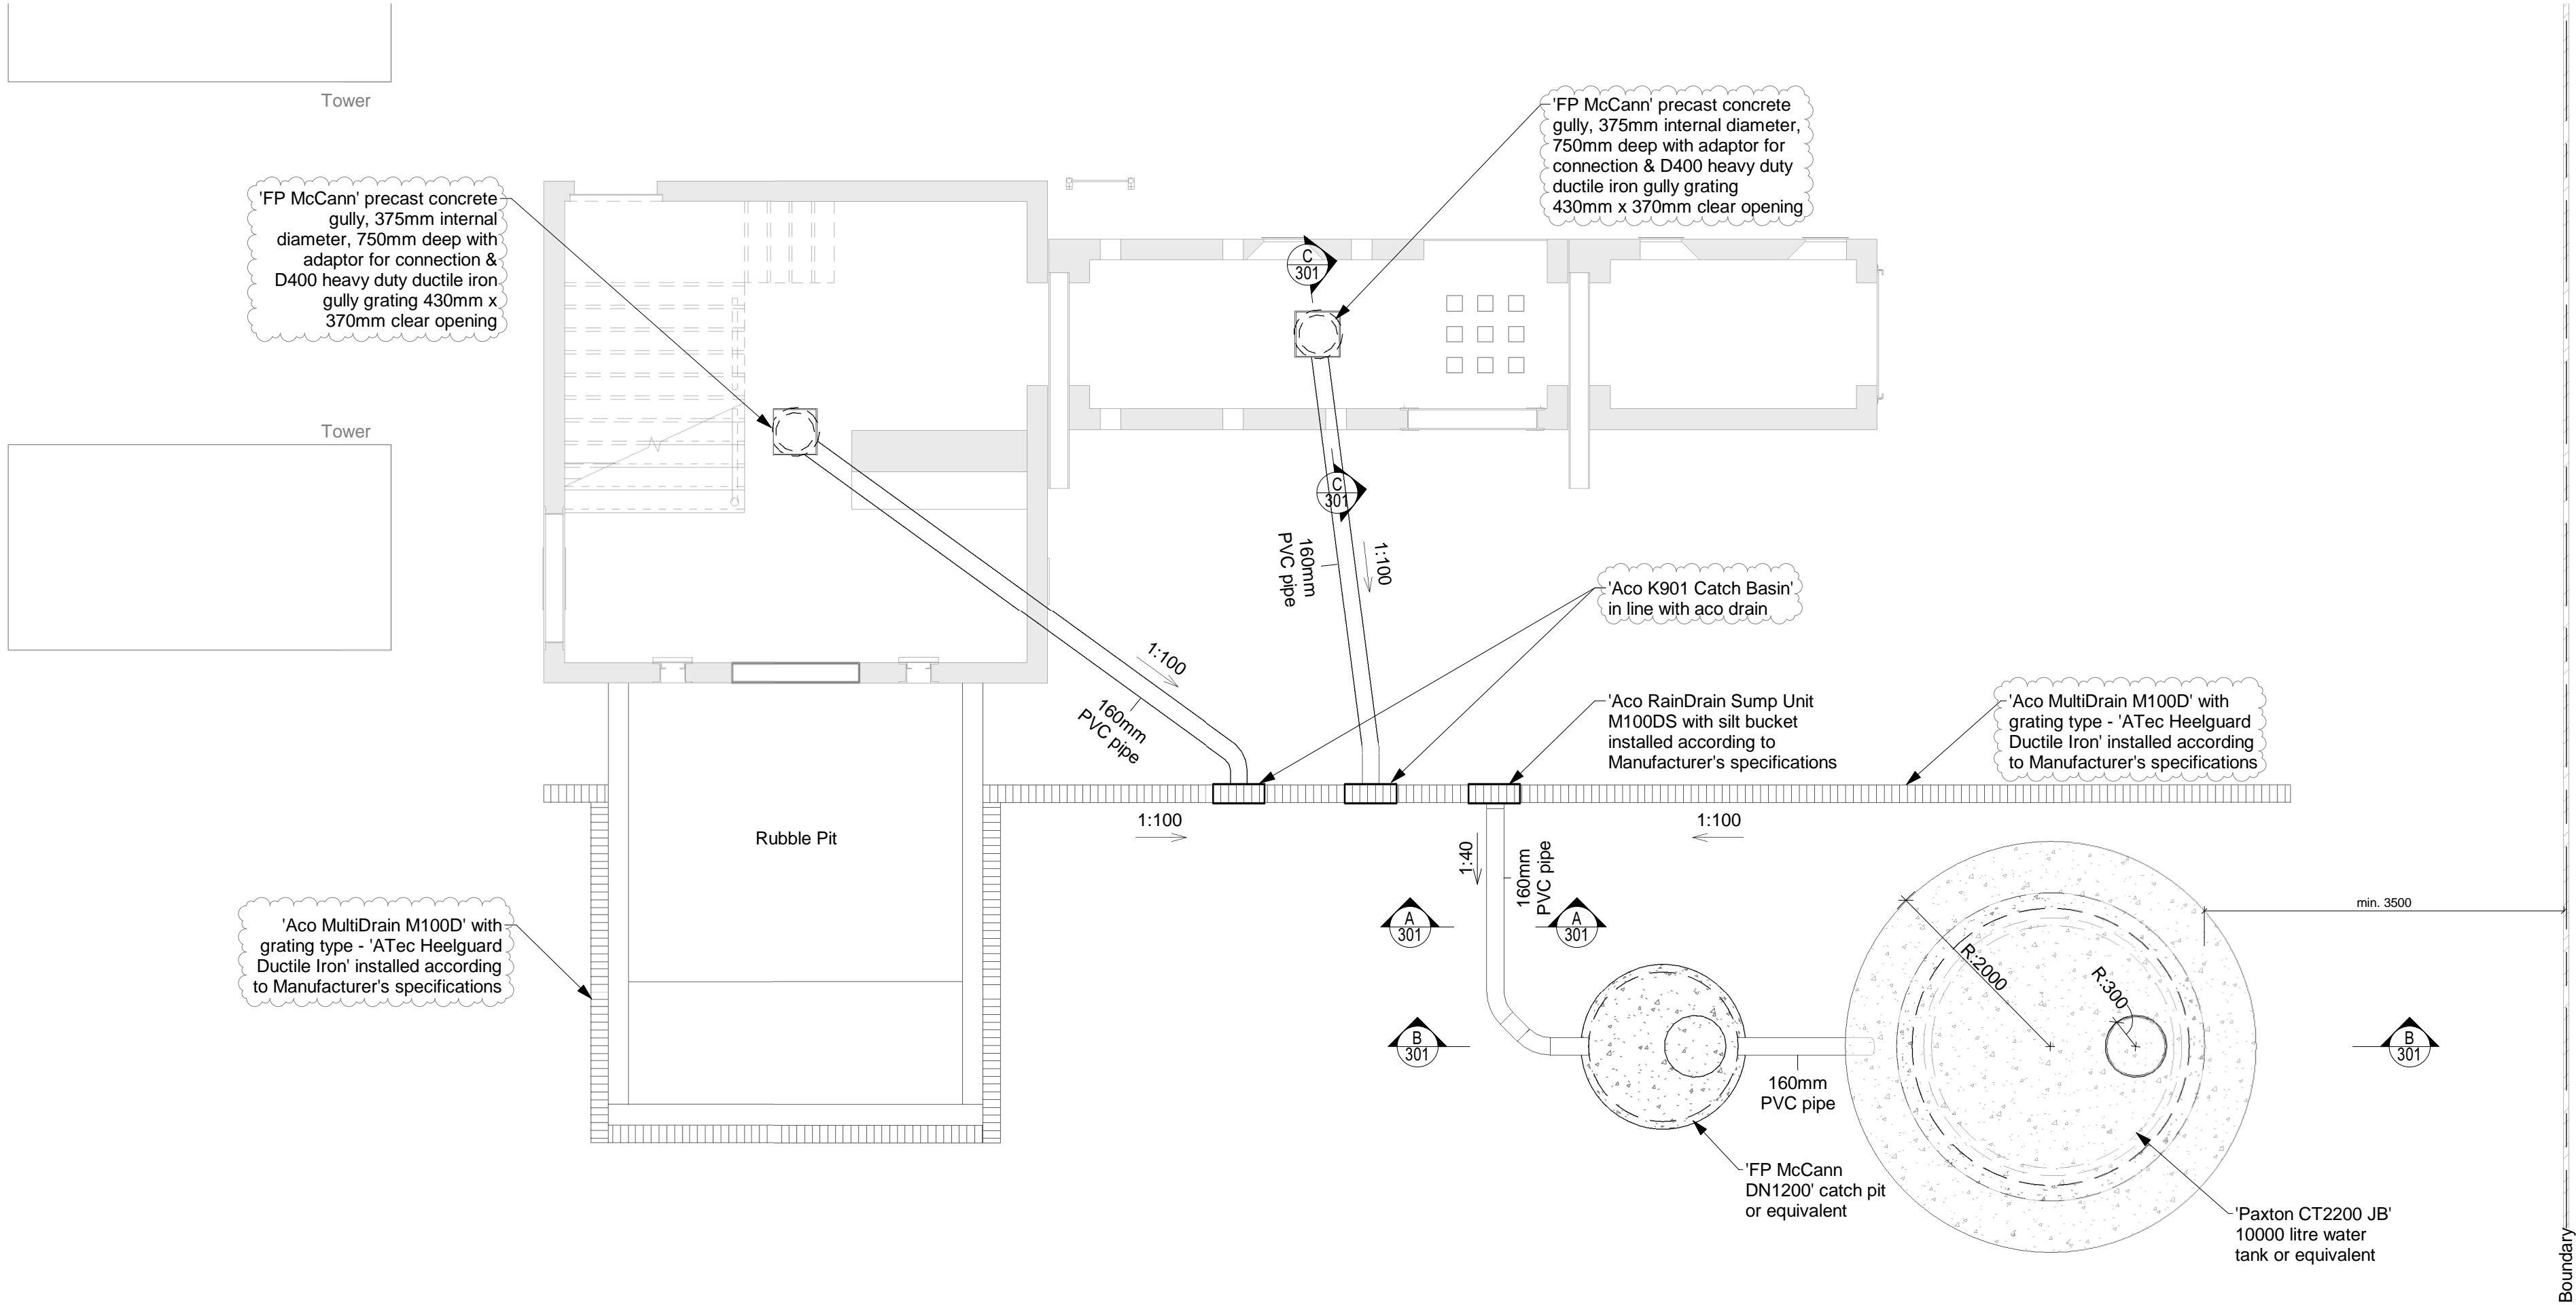 Tower
'FP McCann' precast concrete
gully, 375mm internal diameter,
750mm deep with adaptor for
connection & D400 heavy duty
ductile iron gully grating
430mm x 370mm clear opening
'FP McCann' precast concrete
gully, 375mm internal
diameter, 750mm deep with
adaptor for connection &
D400 heavy duty ductile iron
gully grating 430mm x
370mm clear opening
C
301
Tower
C
301
160mm
PVC pipe
1:100
'Aco K901 Catch Basin'
in line with aco drain
1:100
160mm
PVC pipe
'Aco RainDrain Sump Unit
M100DS with silt bucket
installed according to
Manufacturer's specifications
'Aco MultiDrain M100D' with
grating type - 'ATec Heelguard
Ductile Iron' installed according
to Manufacturer's specifications
Rubble Pit
1:100
1:100
1:40
160mm
PVC pipe
'Aco MultiDrain M100D' with
grating type - 'ATec Heelguard
Ductile Iron' installed according
to Manufacturer's specifications
A
301
A
301
min. 3500
R:2000
R:300
B
301
B
301
160mm
PVC pipe
'FP McCann
DN1200' catch pit
or equivalent
'Paxton CT2200 JB'
10000 litre water
tank or equivalent
Boundary